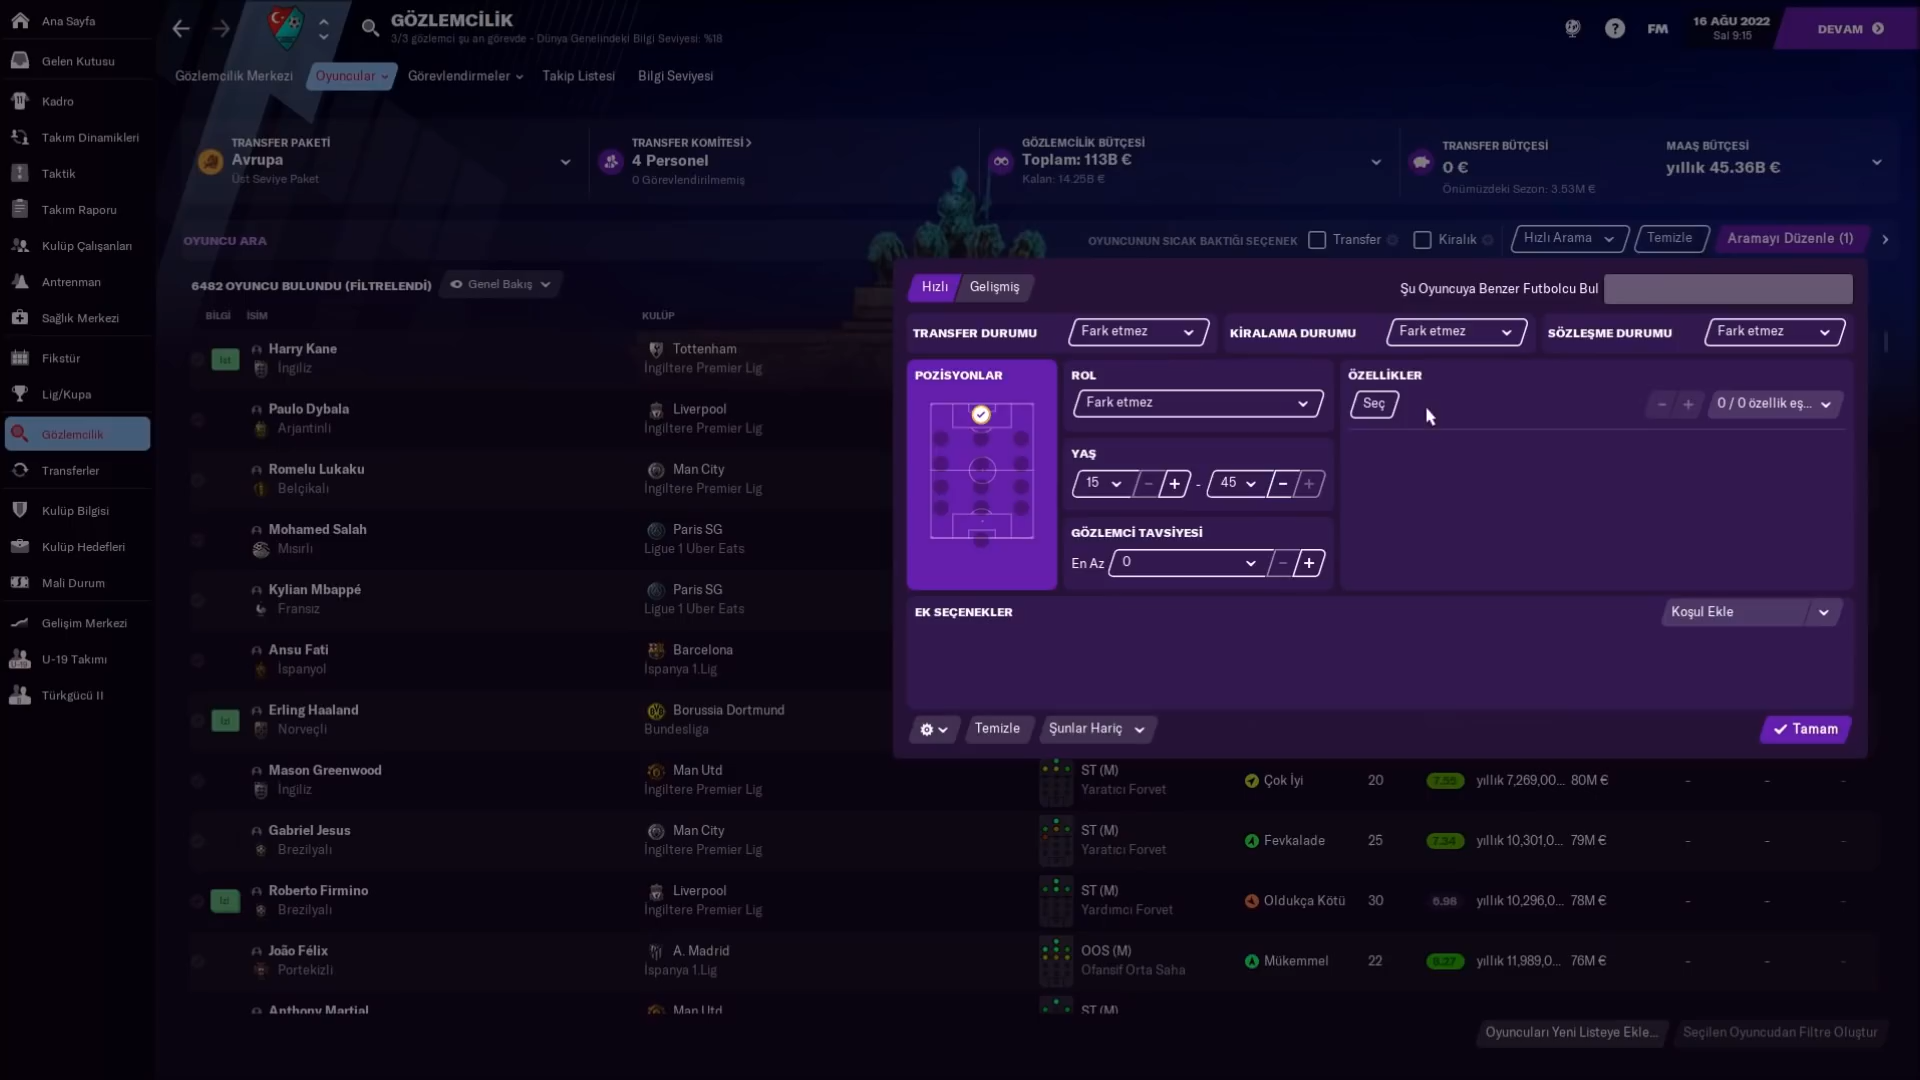 Ana Sayfa
Gelen Kutusu
Kadro
Takım Dinamikleri
Taktik
Takım Raporu
Kulüp Çalışanları
Antrenman
Sağlık Merkezi
Fikstür
Lig/Kupa
Gözlemcilik
Transferler
Kulüp Bilgisi
Kulüp Hedefleri
Mali Durum
Gelişim Merkezi
U-19 Takımı
Türkgücü II
GÖZLEMCİLİK
3/3 gözlemci şu an görevde - Dünya Genelindeki Bilgi Seviyesi: %18
FM
16 AĞU 2022
Sal 9:15
DEVAM
Gözlemcilik Merkezi Oyuncular Görevlendirmeler Takip Listesi Bilgi Seviyesi
TRANSFER PAKETİ
Avrupa
Üst Seviye Paket
TRANSFER KOMİTESİ>
4 Personel
0 Görevlendirilmemiş
GÖZLEMCİLİK BÜTÇESİ
Toplam: 113B €
Kalan: 14.25B €
TRANSFER BÜTÇESİ
0 €
Önümüzdeki Sezon: 3.53M €
MAAŞ BÜTÇESİ
yıllık 45.36B €
OYUNCU ARA
OYUNCUNUN SICAK BAKTIĞI SEÇENEK Transfer Kiralık Hızlı Arama Temizle Aramayı Düzenle (1)
6482 OYUNCU BULUNDU (FİLTRELENDİ) Genel Bakış
BİLGİ İSİM KULÜP
Harry Kane
İngiliz
Tottenham
İngiltere Premier Lig
Paulo Dybala
Arjantinli
Liverpool
İngiltere Premier Lig
Romelu Lukaku
Belçikalı
Man City
İngiltere Premier Lig
Mohamed Salah
Mısırlı
Paris SG
Ligue 1 Uber Eats
Kylian Mbappé
Fransız
Paris SG
Ligue 1 Uber Eats
Ansu Fati
İspanyol
Barcelona
İspanya 1.Lig
Erling Haaland
Norveçli
Borussia Dortmund
Bundesliga
Mason Greenwood
İngiliz
Man Utd
İngiltere Premier Lig
ST (M)
Yaratıcı Forvet
Çok İyi 20 7.55 yıllık 7,269,00... 80M € - - -
Gabriel Jesus
Brezilyalı
Man City
İngiltere Premier Lig
ST (M)
Yaratıcı Forvet
Fevkalade 25 7.34 yıllık 10,301,0... 79M € - - -
Roberto Firmino
Brezilyalı
Liverpool
İngiltere Premier Lig
ST (M)
Yardımcı Forvet
Oldukça Kötü 30 6.98 yıllık 10,296,0... 78M € - - -
João Félix
Portekizli
A. Madrid
İspanya 1.Lig
OOS (M)
Ofansif Orta Saha
Mükemmel 22 yıllık 11,989,0... 76M € - - -
Anthony Martial
Man Utd
ST (M)
Hızlı Gelişmiş
Şu Oyuncuya Benzer Futbolcu Bul
TRANSFER DURUMU Fark etmez
KİRALAMA DURUMU Fark etmez
SÖZLEŞME DURUMU Fark etmez
POZİSYONLAR
ROL
Fark etmez
YAŞ
15 - + - 45 - +
GÖZLEMCİ TAVSİYESİ
En Az 0 - +
ÖZELLİKLER
Seç
- + 0 / 0 özellik eş...
EK SEÇENEKLER
Koşul Ekle
Temizle Şunlar Hariç
Tamam
Oyuncuları Yeni Listeye Ekle... Seçilen Oyuncudan Filtre Oluştur